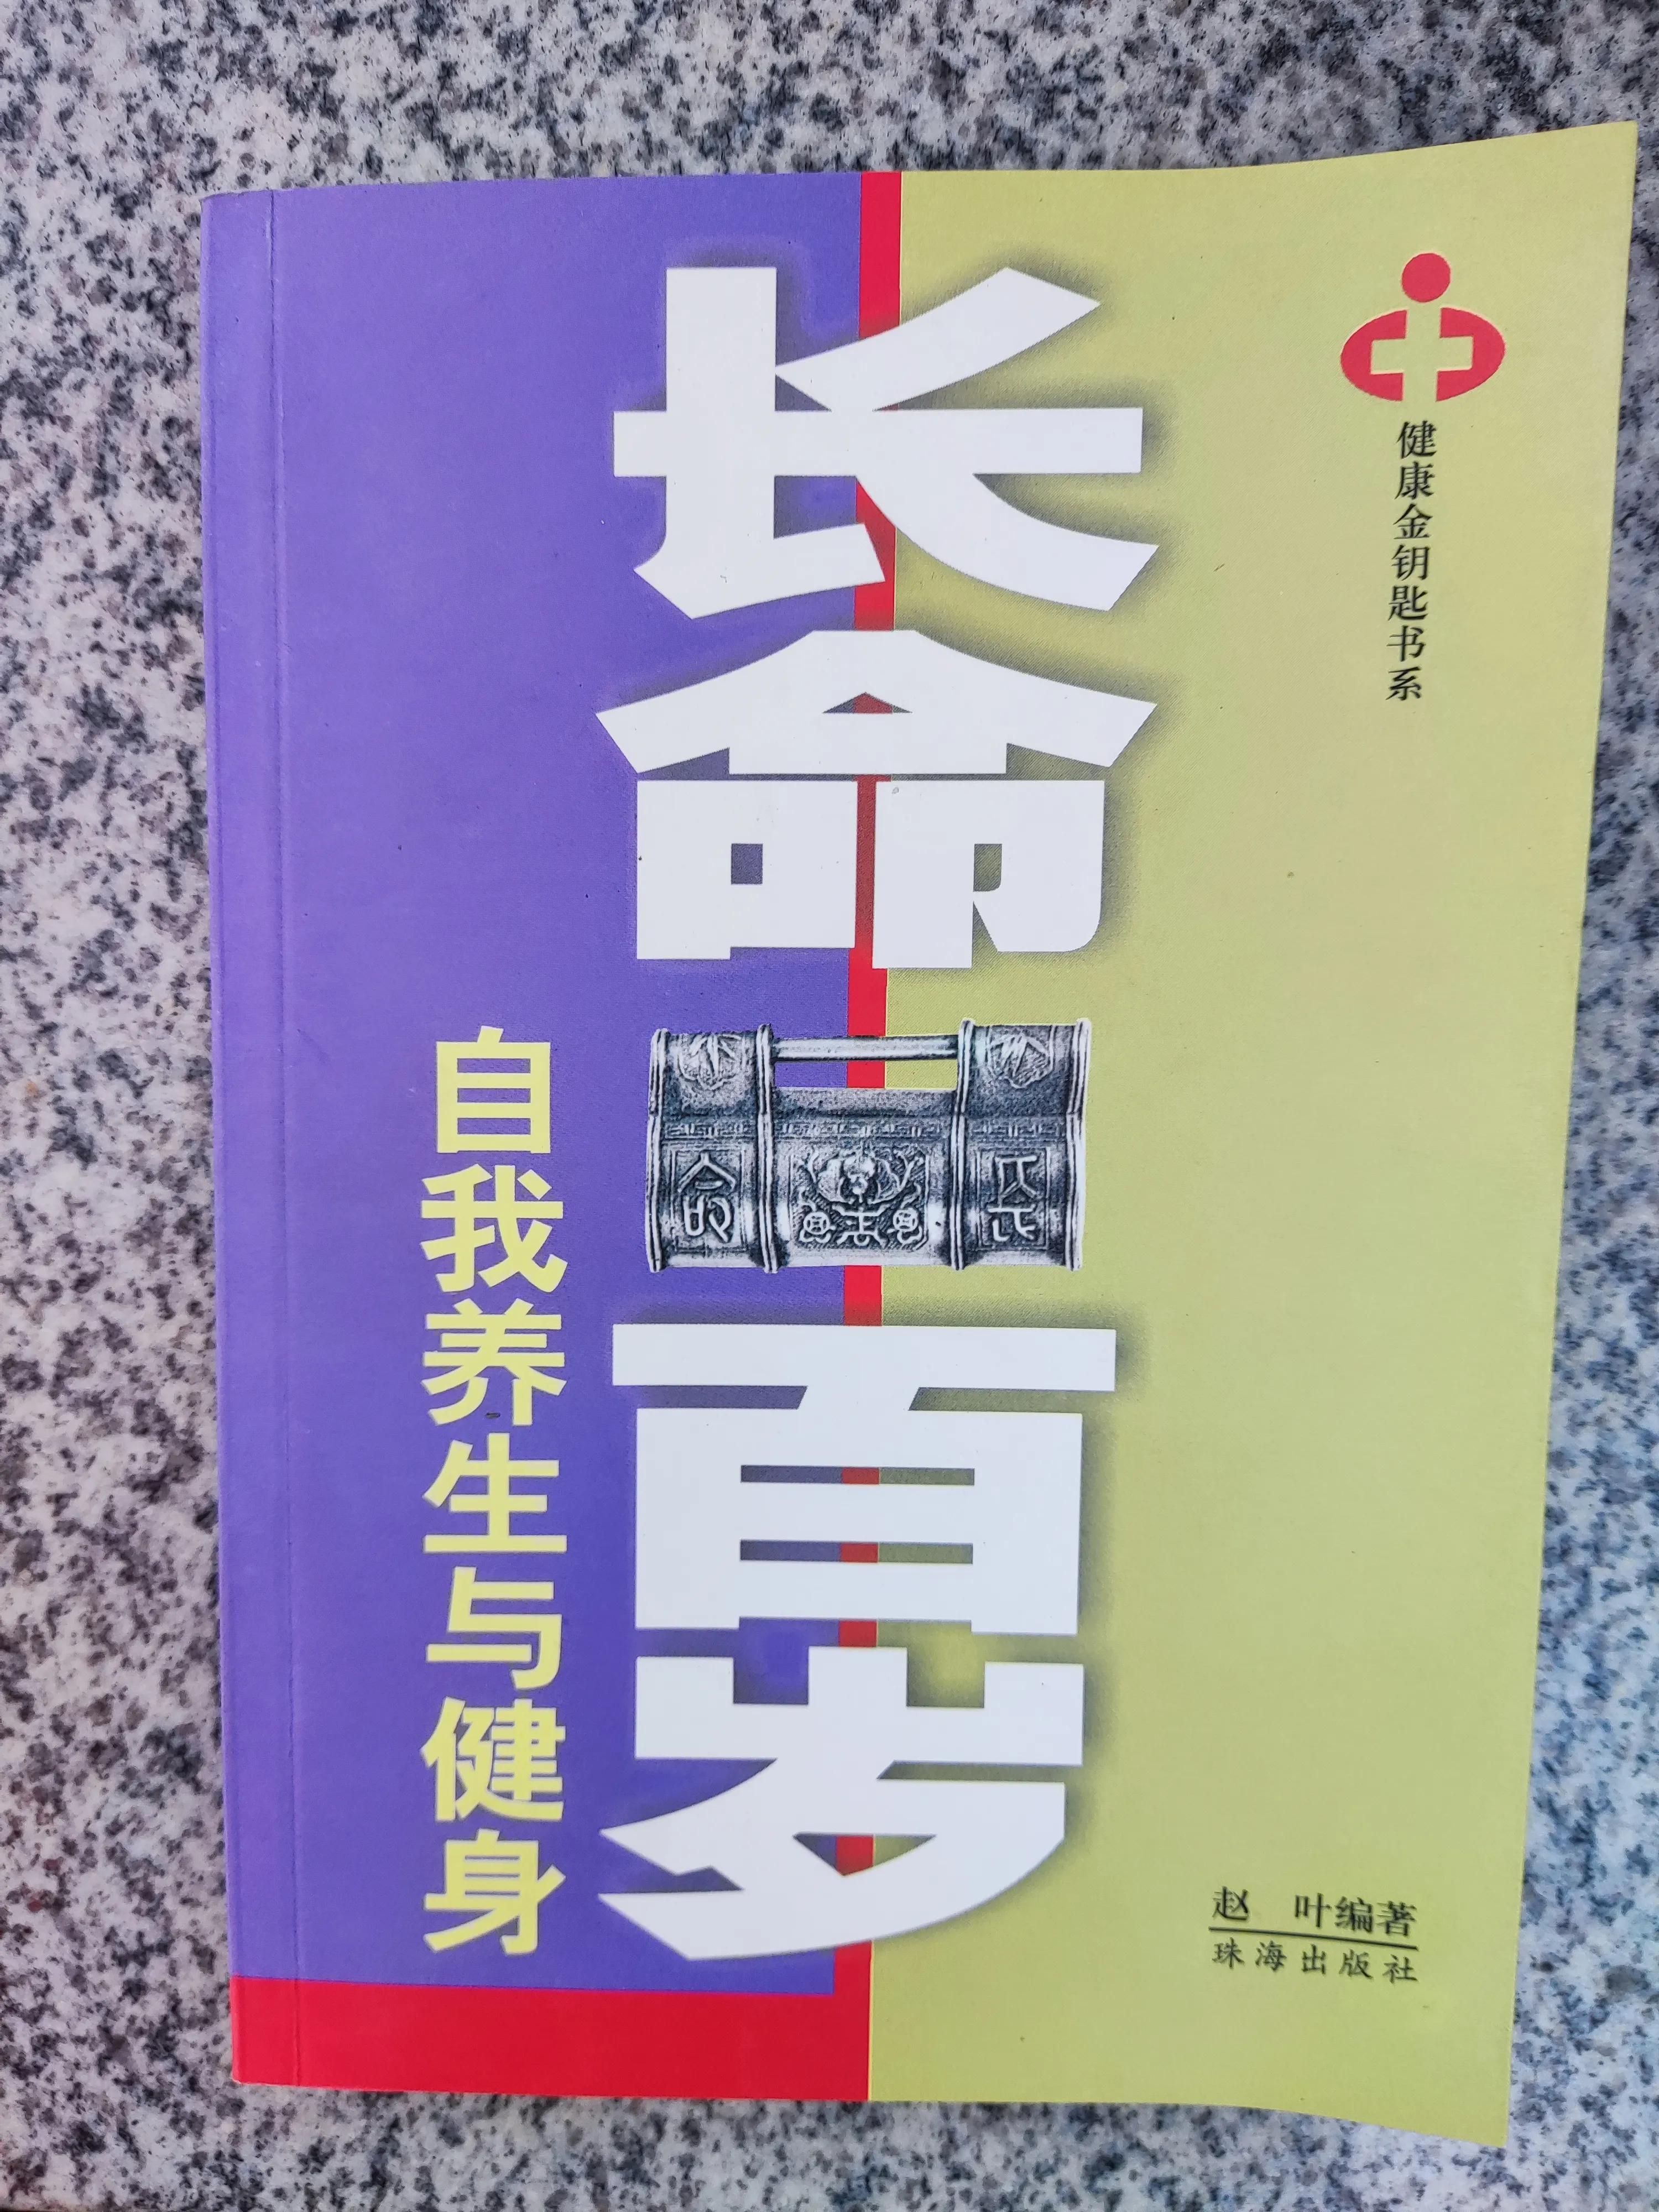 健康金钥匙书系
长命百岁
自我养生与健身
赵 叶编著
珠海出版社